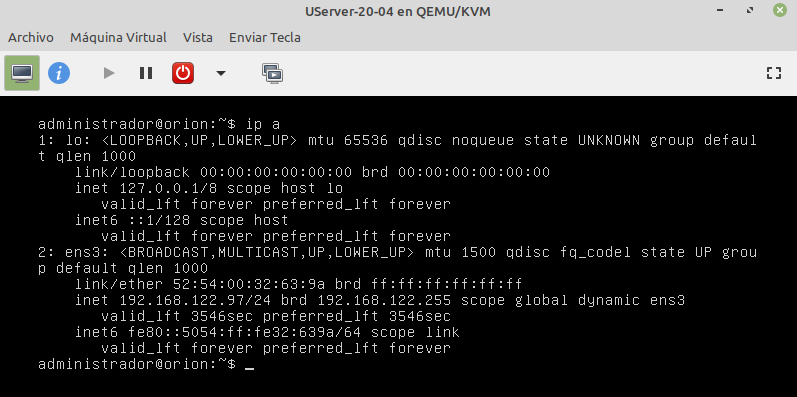 UServer-20-04 en QEMU/KVM
Archivo Máquina Virtual Vista Enviar Tecla
administrador@orion:~$ ip a
1: lo: <LOOPBACK,UP,LOWER_UP> mtu 65536 qdisc noqueue state UNKNOWN group defaul
t qlen 1000
    link/loopback 00:00:00:00:00:00 brd 00:00:00:00:00:00
    inet 127.0.0.1/8 scope host lo
       valid_lft forever preferred_lft forever
    inet6 ::1/128 scope host
       valid_lft forever preferred_lft forever
2: ens3: <BROADCAST,MULTICAST,UP,LOWER_UP> mtu 1500 qdisc fq_codel state UP grou
p default qlen 1000
    link/ether 52:54:00:32:63:9a brd ff:ff:ff:ff:ff:ff
    inet 192.168.122.97/24 brd 192.168.122.255 scope global dynamic ens3
       valid_lft 3546sec preferred_lft 3546sec
    inet6 fe80::5054:ff:fe32:639a/64 scope link
       valid_lft forever preferred_lft forever
administrador@orion:~$ _